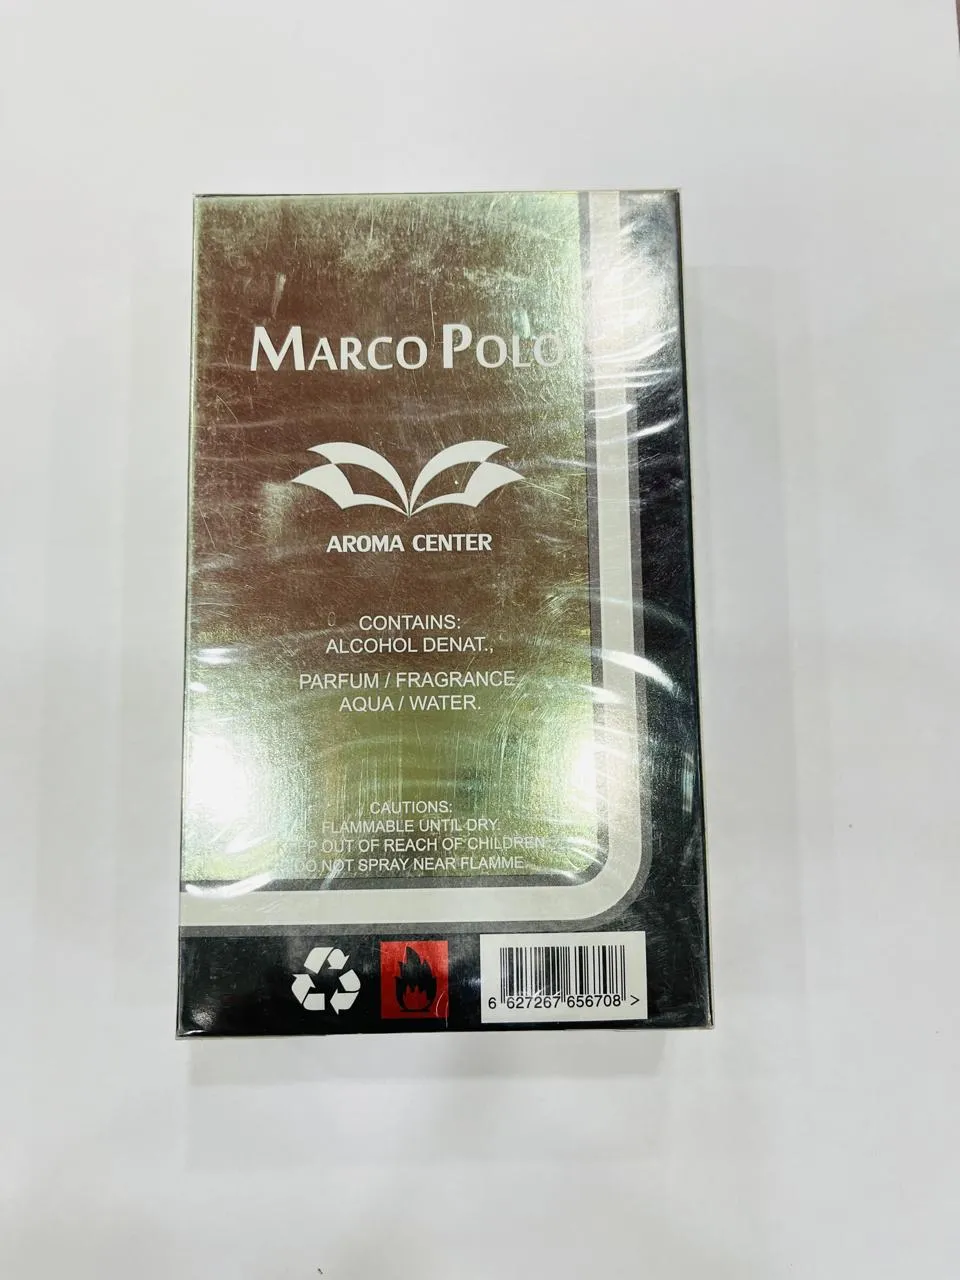 MARCO POLO
AROMA CENTER
CONTAINS:
ALCOHOL DENAT.,
PARFUM / FRAGRANCE
AQUA / WATER.
CAUTIONS:
FLAMMABLE UNTIL DRY.
OUT OF REACH OF CHILDREN
DO NOT SPRAY NEAR FLAMME.
6 627267 656708 >